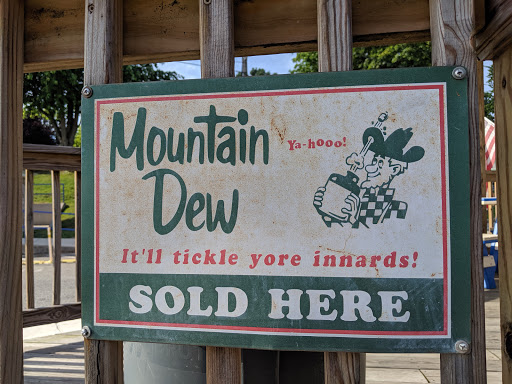 Mountain
Ya-hooo!
Dew
It'll tickle yore innards!
SOLD HERE